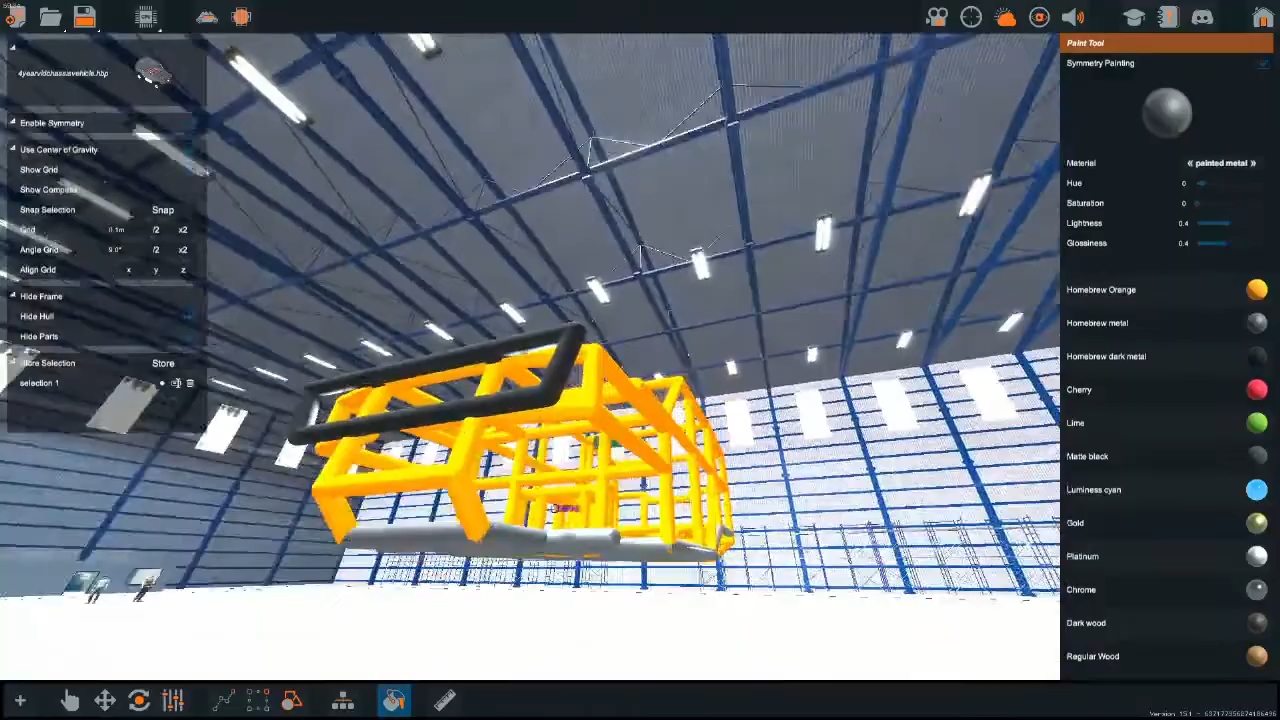 4yearvldchassisvehicle.hbp
Enable Symmetry
Use Center of Gravity
Show Grid
Show Compass
Snap Selection Snap
Grid 0.1m /2 x2
Angle Grid 9.0° /2 x2
Align Grid x y z
Hide Frame
Hide Hull
Hide Parts
Store Selection Store
selection 1
Paint Tool
Symmetry Painting
Material « painted metal »
Hue 0
Saturation 0
Lightness 0.4
Glossiness 0.4
Homebrew Orange
Homebrew metal
Homebrew dark metal
Cherry
Lime
Matte black
Luminess cyan
Gold
Platinum
Chrome
Dark wood
Regular Wood